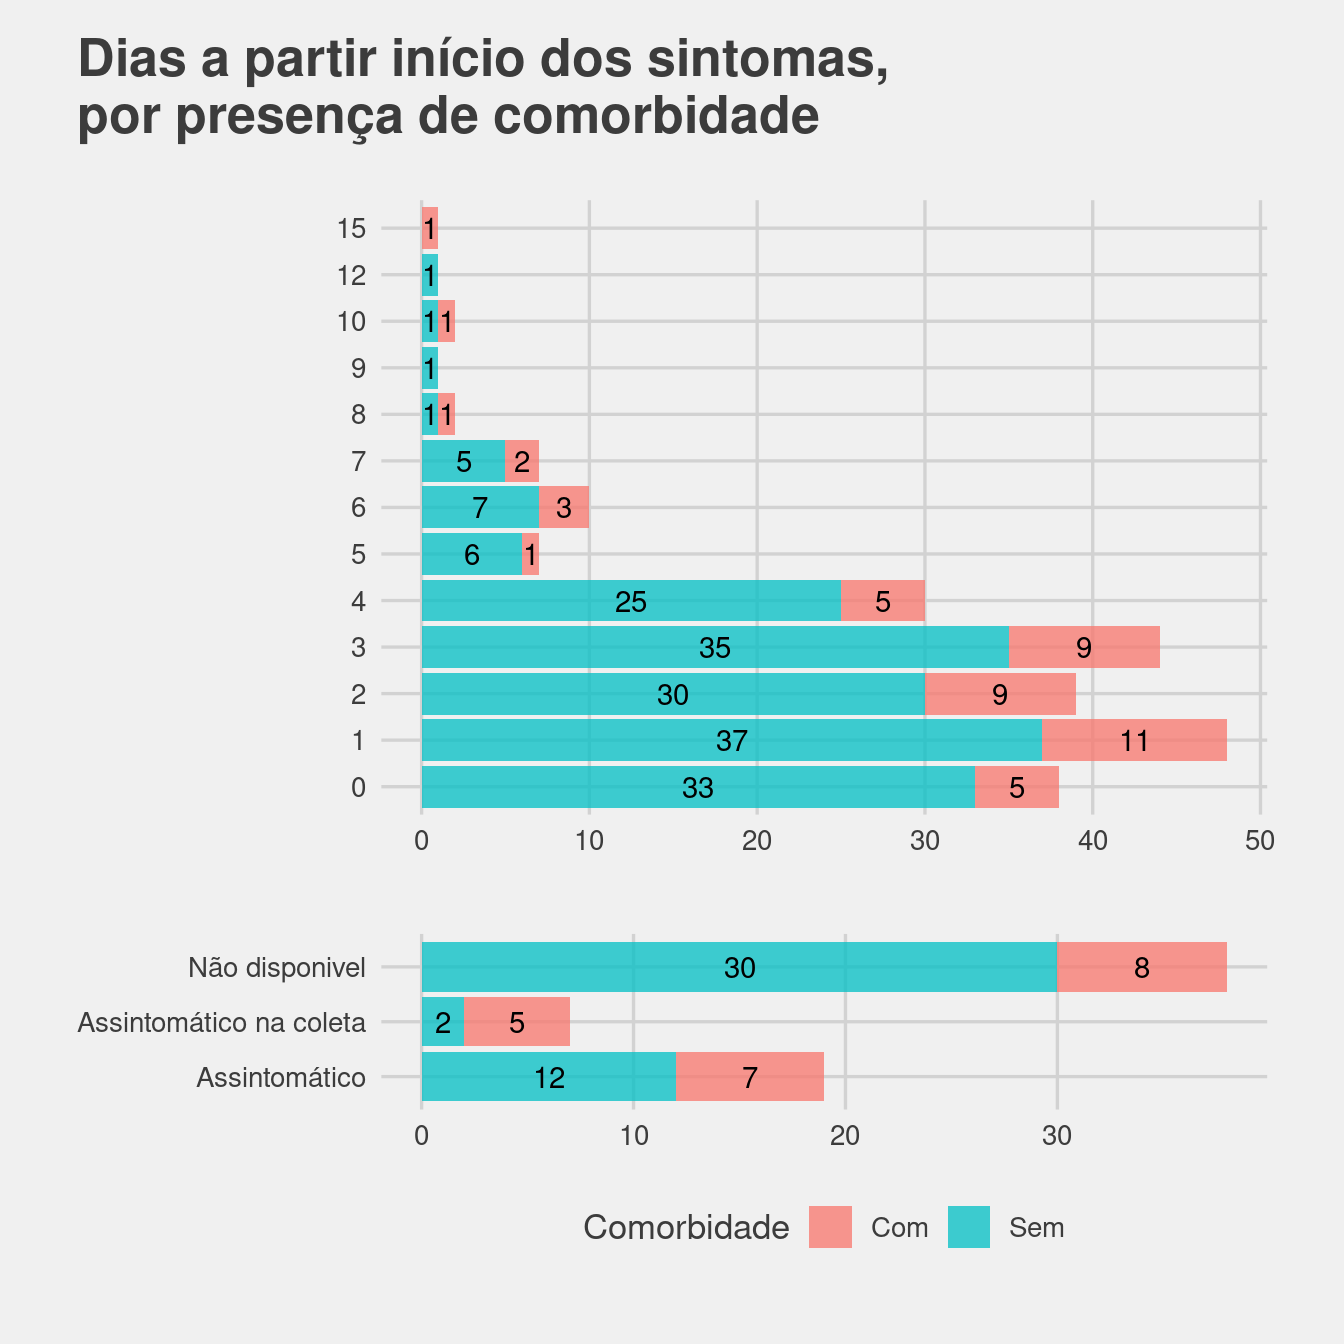 Dias a partir início dos sintomas,
por presença de comorbidade
15 1
12 1
10 1 1
9 1
8 1 1
7 5 2
6 7 3
5 6 1
4 25 5
3 35 9
2 30 9
1 37 11
0 33 5
0 10 20 30 40 50
Não disponivel 30 8
Assintomático na coleta 2 5
Assintomático 12 7
0 10 20 30
Comorbidade Com Sem